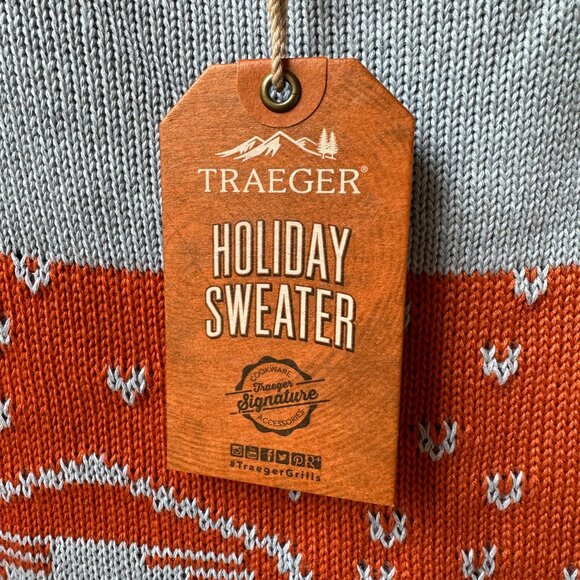 TRAEGER®
HOLIDAY
SWEATER
COOKWARE
Traeger
Signature
ACCESSORIES
#TraegerGrills